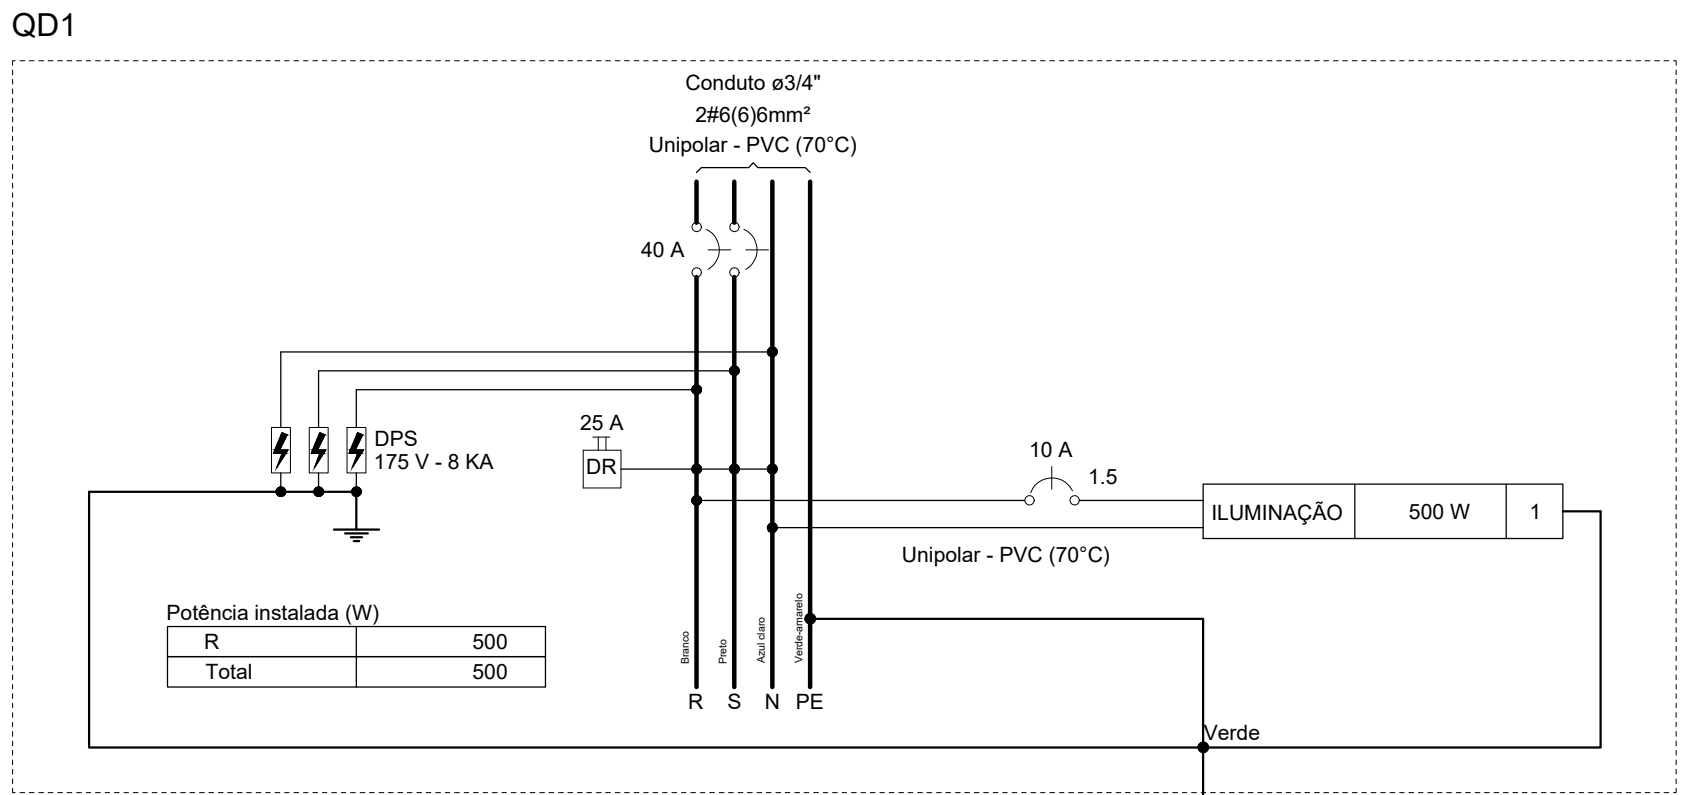 QD1
Conduto ø3/4"
2#6(6)6mm²
Unipolar - PVC (70°C)
40 A
25 A
DR
DPS
175 V - 8 KA
10 A
1.5
ILUMINAÇÃO 500 W 1
Unipolar - PVC (70°C)
Potência instalada (W)
R 500
Total 500
Branco
Preto
Azul claro
Verde-amarelo
R S N PE
Verde